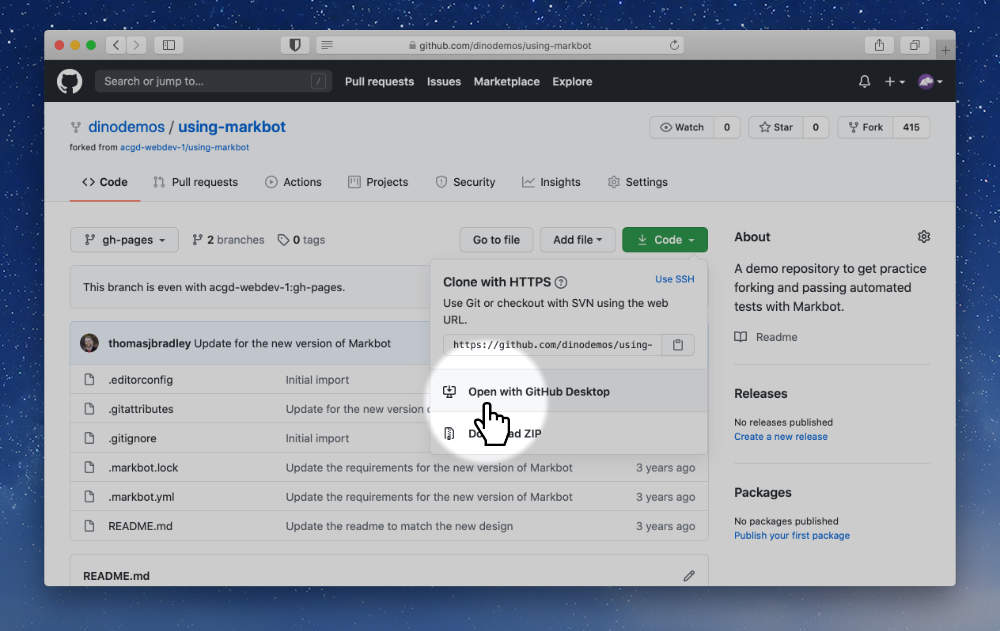 github.com/dinodemos/using-markbot
Search or jump to...
/
Pull requests Issues Marketplace Explore
dinodemos / using-markbot
Watch 0 Star 0 Fork 415
forked from acgd-webdev-1/using-markbot
Code Pull requests Actions Projects Security Insights Settings
gh-pages 2 branches 0 tags Go to file Add file Code
This branch is even with acgd-webdev-1:gh-pages.
thomasjbradley Update for the new version of Markbot
.editorconfig Initial import
.gitattributes Update for the new version
.gitignore Initial import
.markbot.lock Update the requirements for the new version of Markbot 3 years ago
.markbot.yml Update the requirements for the new version of Markbot 3 years ago
README.md Update the readme to match the new design 3 years ago
README.md
Clone with HTTPS ?
Use SSH
Use Git or checkout with SVN using the web
URL.
https://github.com/dinodemos/using-
Open with GitHub Desktop
ZIP
About
A demo repository to get practice
forking and passing automated
tests with Markbot.
Readme
Releases
No releases published
Create a new release
Packages
No packages published
Publish your first package